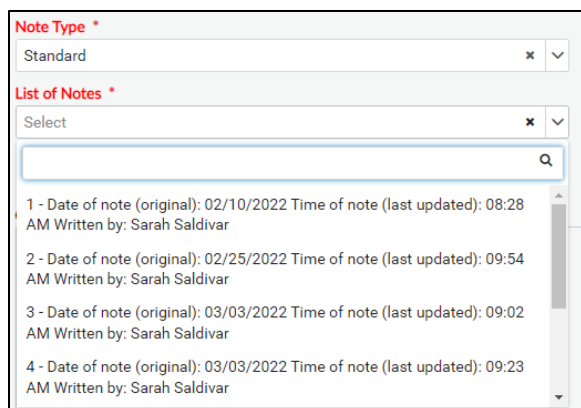 Note Type *
Standard
List of Notes *
Select
1 - Date of note (original): 02/10/2022 Time of note (last updated): 08:28
AM Written by: Sarah Saldivar
2 - Date of note (original): 02/25/2022 Time of note (last updated): 09:54
AM Written by: Sarah Saldivar
3 - Date of note (original): 03/03/2022 Time of note (last updated): 09:02
AM Written by: Sarah Saldivar
4 - Date of note (original): 03/03/2022 Time of note (last updated): 09:23
AM Written by: Sarah Saldivar